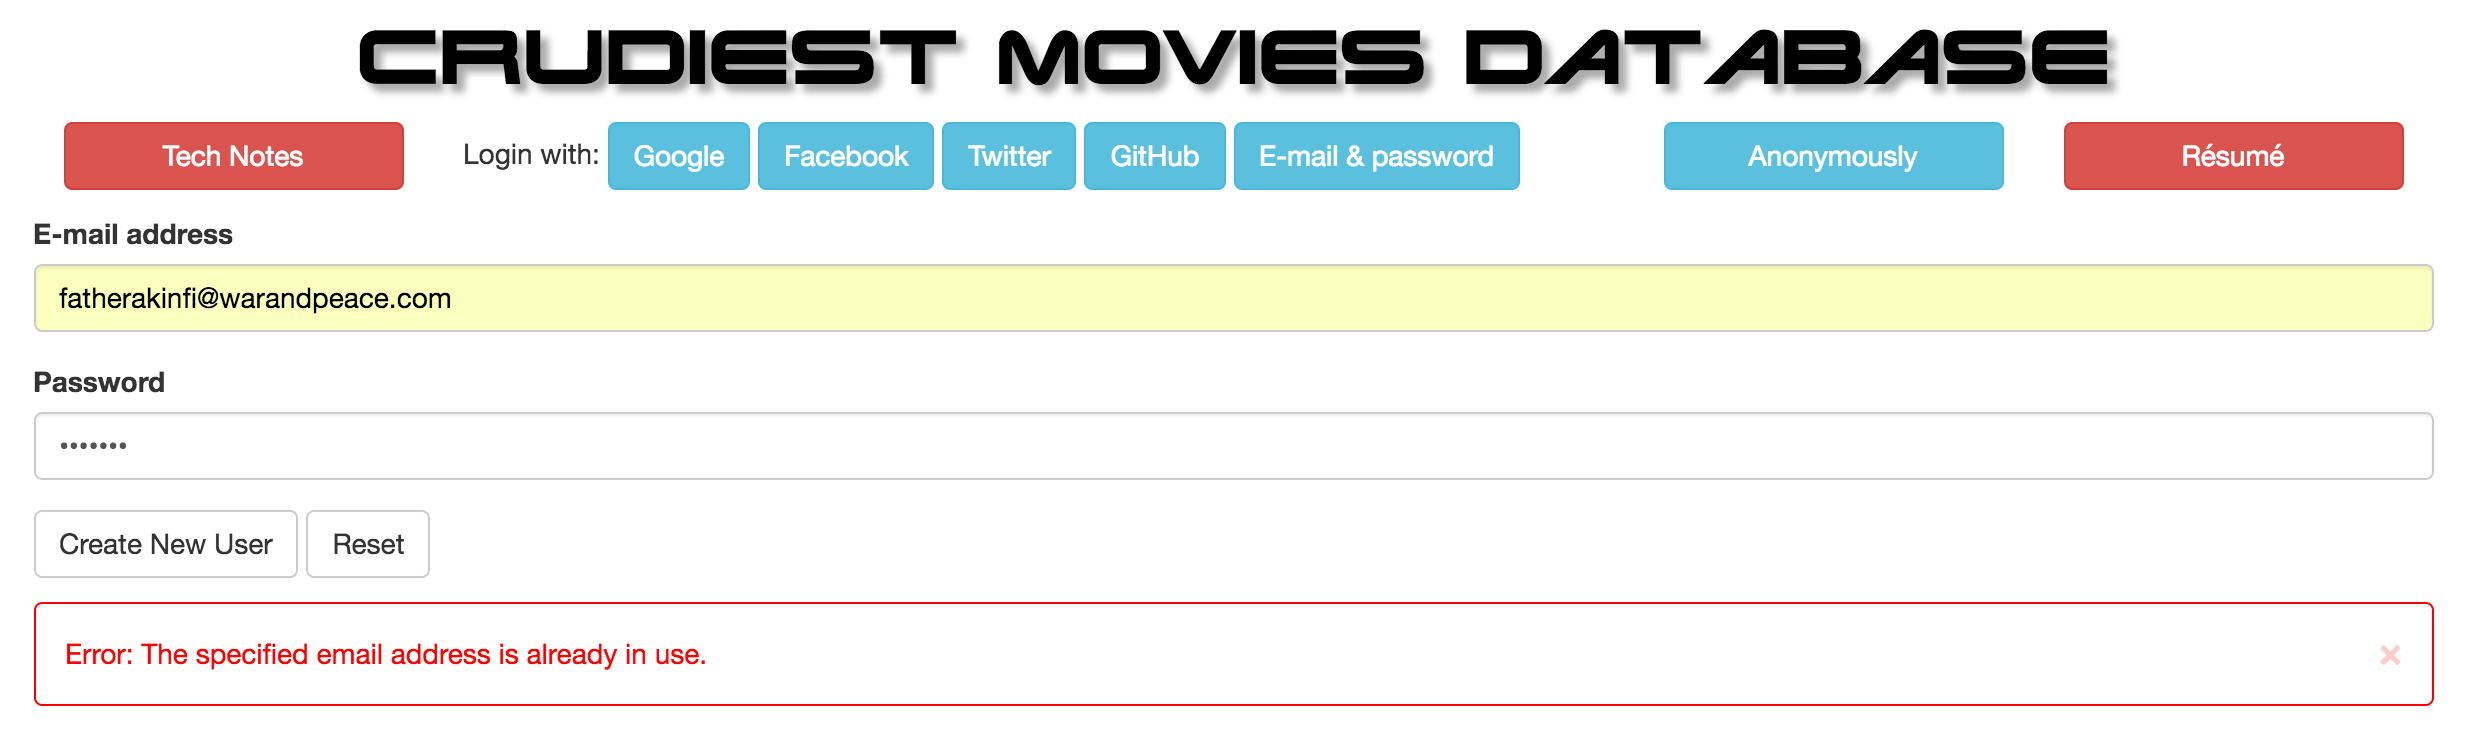 CRUDIEST MOVIES DATABASE
Tech Notes Login with: Google Facebook Twitter GitHub E-mail & password Anonymously Résumé
E-mail address
fatherakinfi@warandpeace.com
Password
•••••••
Create New User Reset
Error: The specified email address is already in use. ×